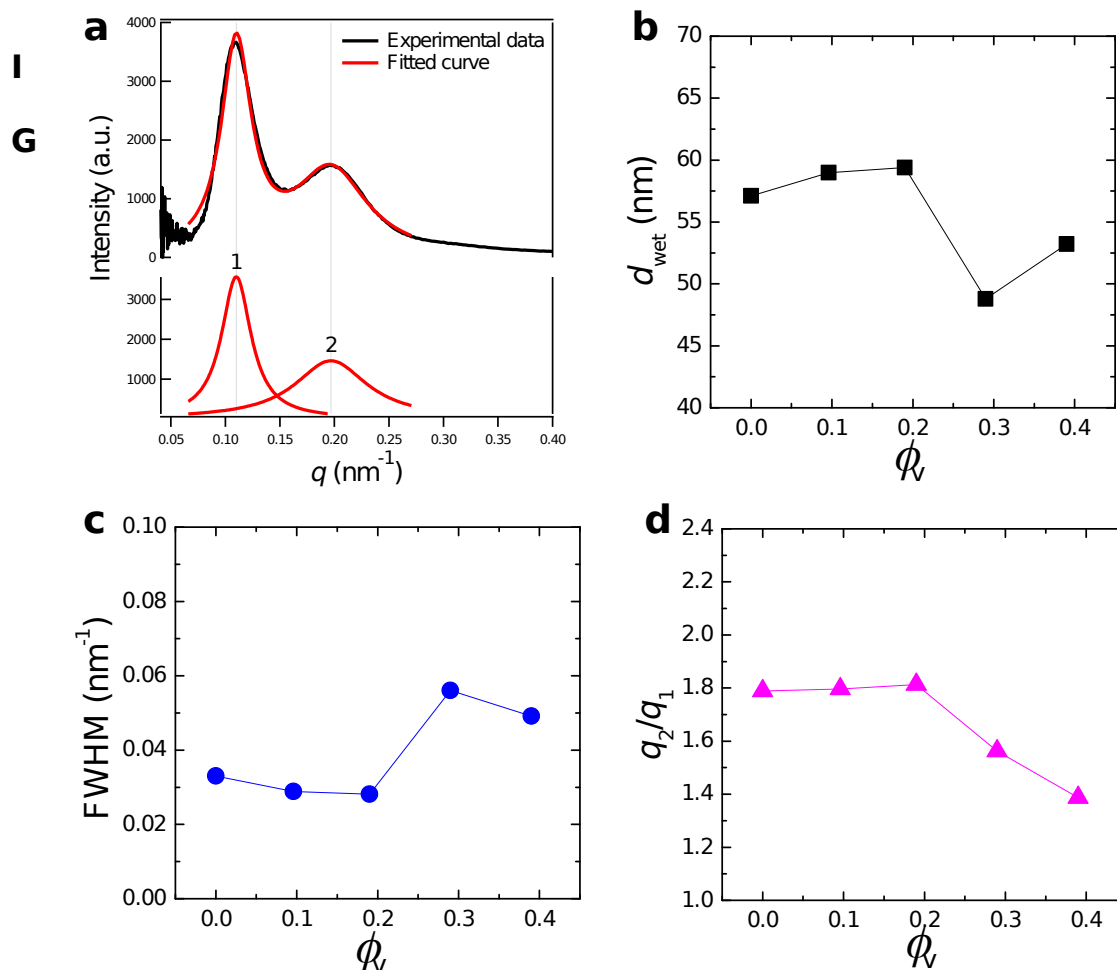 I
G
a
Experimental data
Fitted curve
Intensity (a.u.)
4000
3000
2000
1000
0
1
2
3000
2000
1000
0.05 0.10 0.15 0.20 0.25 0.30 0.35 0.40
q (nm⁻¹)
b
d_wet (nm)
70
65
60
55
50
45
40
0.0 0.1 0.2 0.3 0.4
ϕ_v
c
FWHM (nm⁻¹)
0.10
0.08
0.06
0.04
0.02
0.00
0.0 0.1 0.2 0.3 0.4
ϕ_v
d
q₂/q₁
2.4
2.2
2.0
1.8
1.6
1.4
1.2
1.0
0.0 0.1 0.2 0.3 0.4
ϕ_v